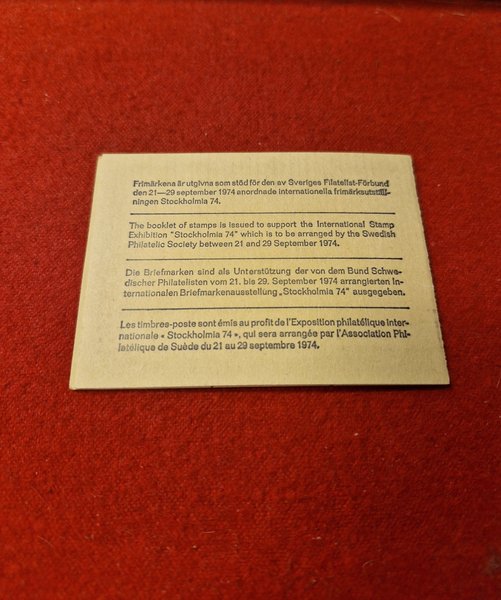 Frimärkena är utgivna som stöd för den av Sveriges Filatelist-Förbund
den 21—29 september 1974 anordnade internationella frimärksutställ-
ningen Stockholmia 74.
The booklet of stamps is issued to support the International Stamp
Exhibition "Stockholmia 74" which is to be arranged by the Swedish
Philatelic Society between 21 and 29 September 1974.
Die Briefmarken sind als Unterstützung der von dem Bund Schwe-
discher Philatelisten vom 21. bis 29. September 1974 arrangierten In-
ternationalen Briefmarkenausstellung „Stockholmia 74" ausgegeben.
Les timbres-poste sont émis au profit de l'Exposition philatélique inter-
nationale « Stockholmia 74 », qui sera arrangée par l'Association Phi-
latélique de Suède du 21 au 29 septembre 1974.